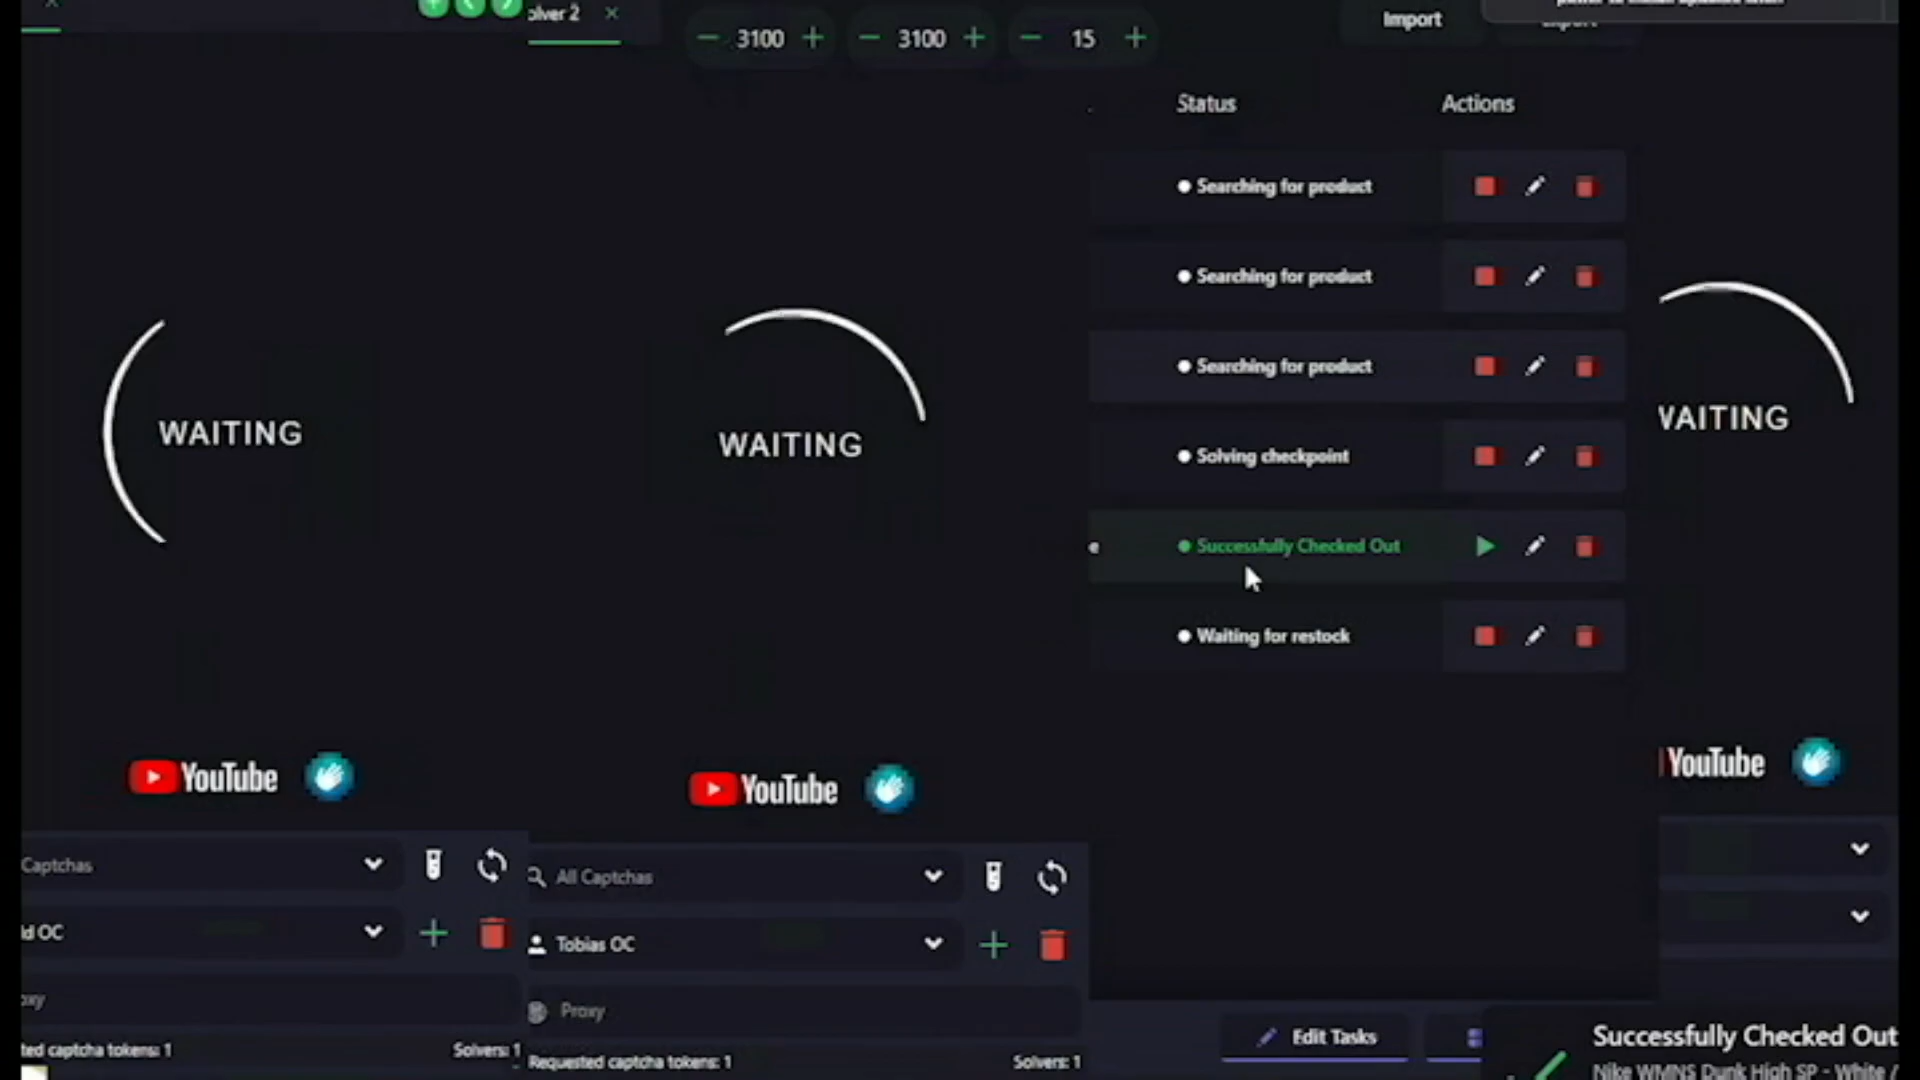 olver 2
3100
3100
15
Import
Export
Status
Actions
Searching for product
Searching for product
Searching for product
Solving checkpoint
Successfully Checked Out
Waiting for restock
WAITING
WAITING
WAITING
YouTube
YouTube
YouTube
Captchas
All Captchas
ld OC
Tobias OC
oxy
Proxy
ted captcha tokens: 1
Solvers: 1
Requested captcha tokens: 1
Solvers: 1
Edit Tasks
Successfully Checked Out
Nike WMNS Dunk High SP - White /